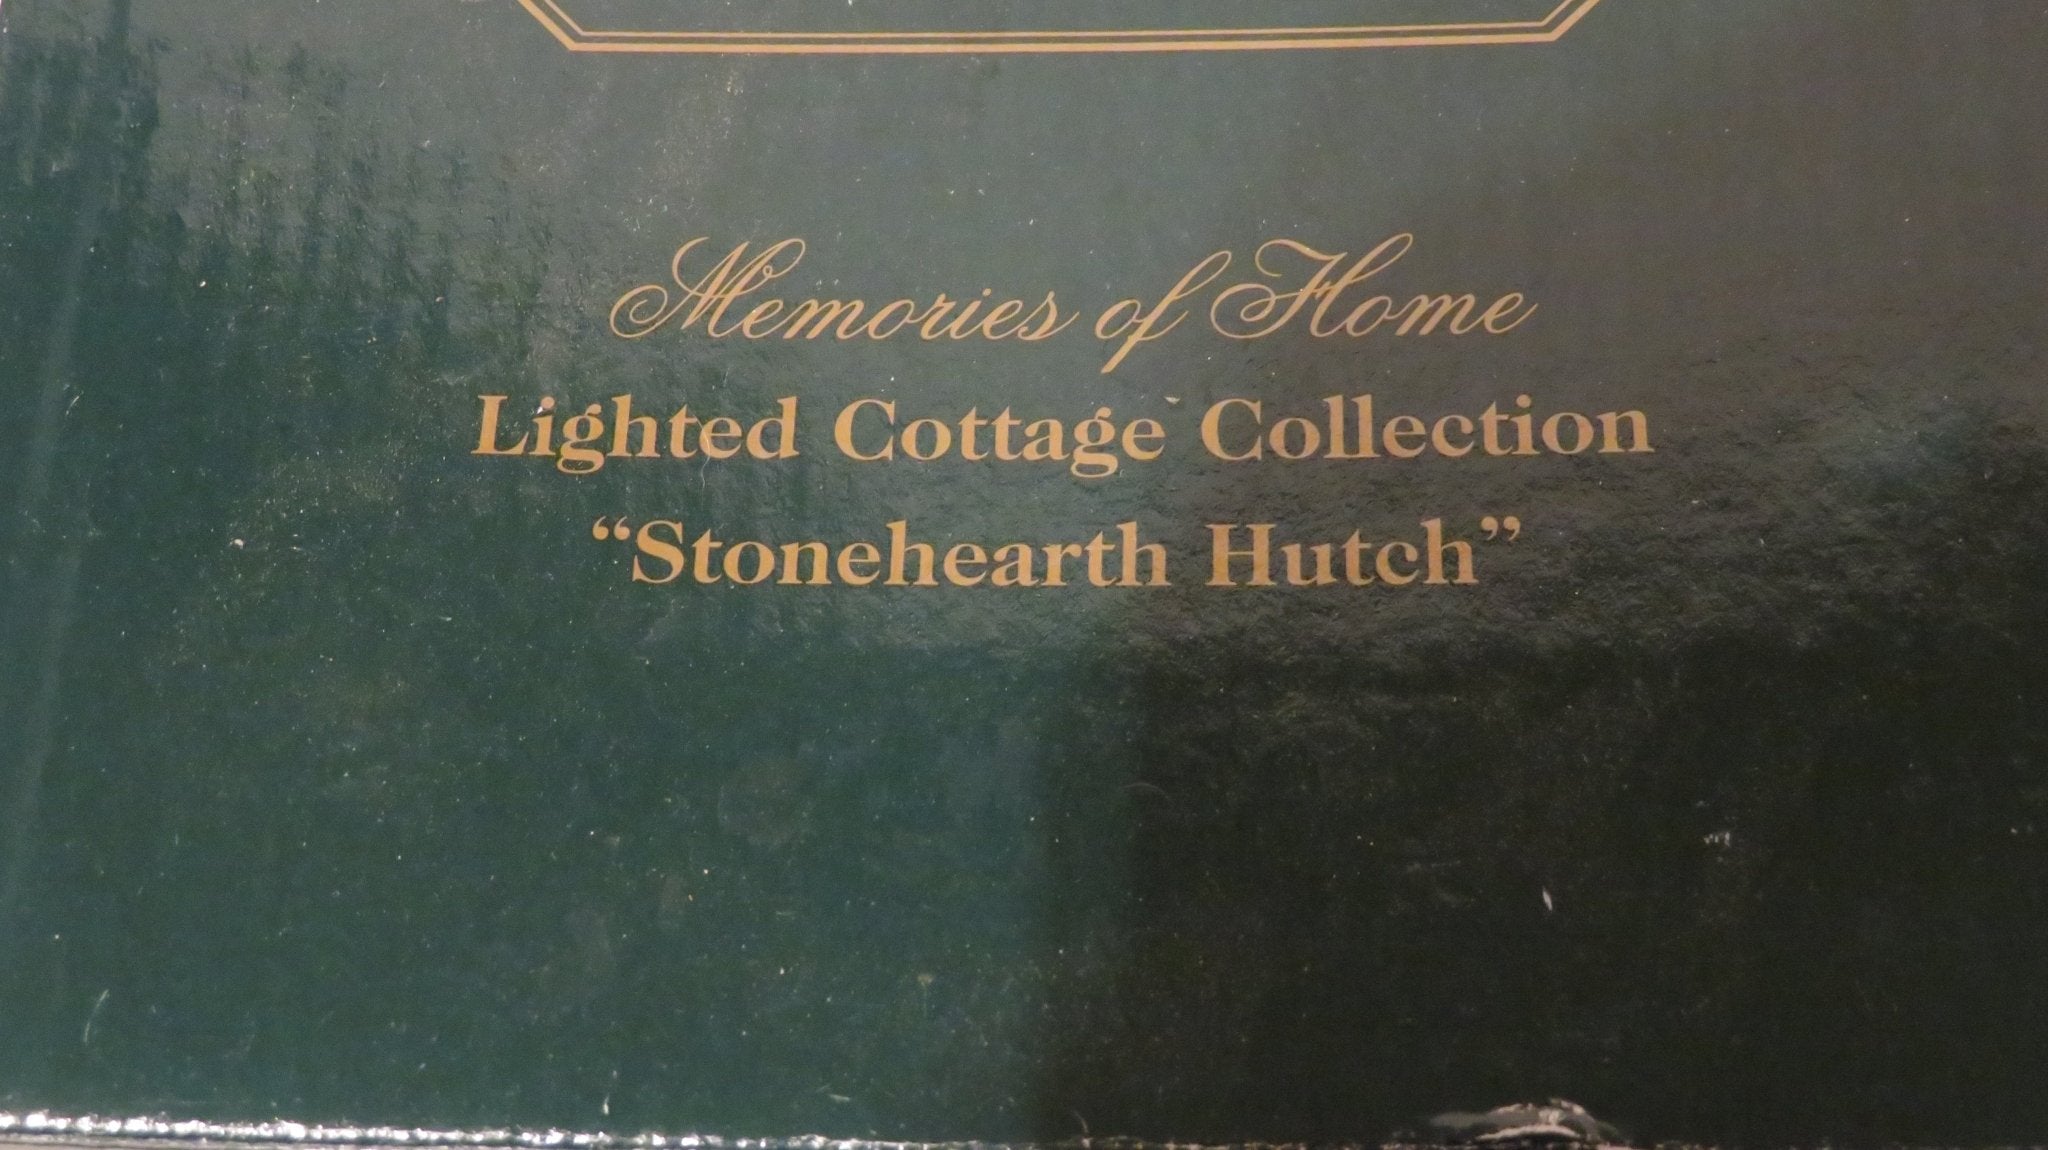 Memories of Home
Lighted Cottage Collection
“Stonehearth Hutch”